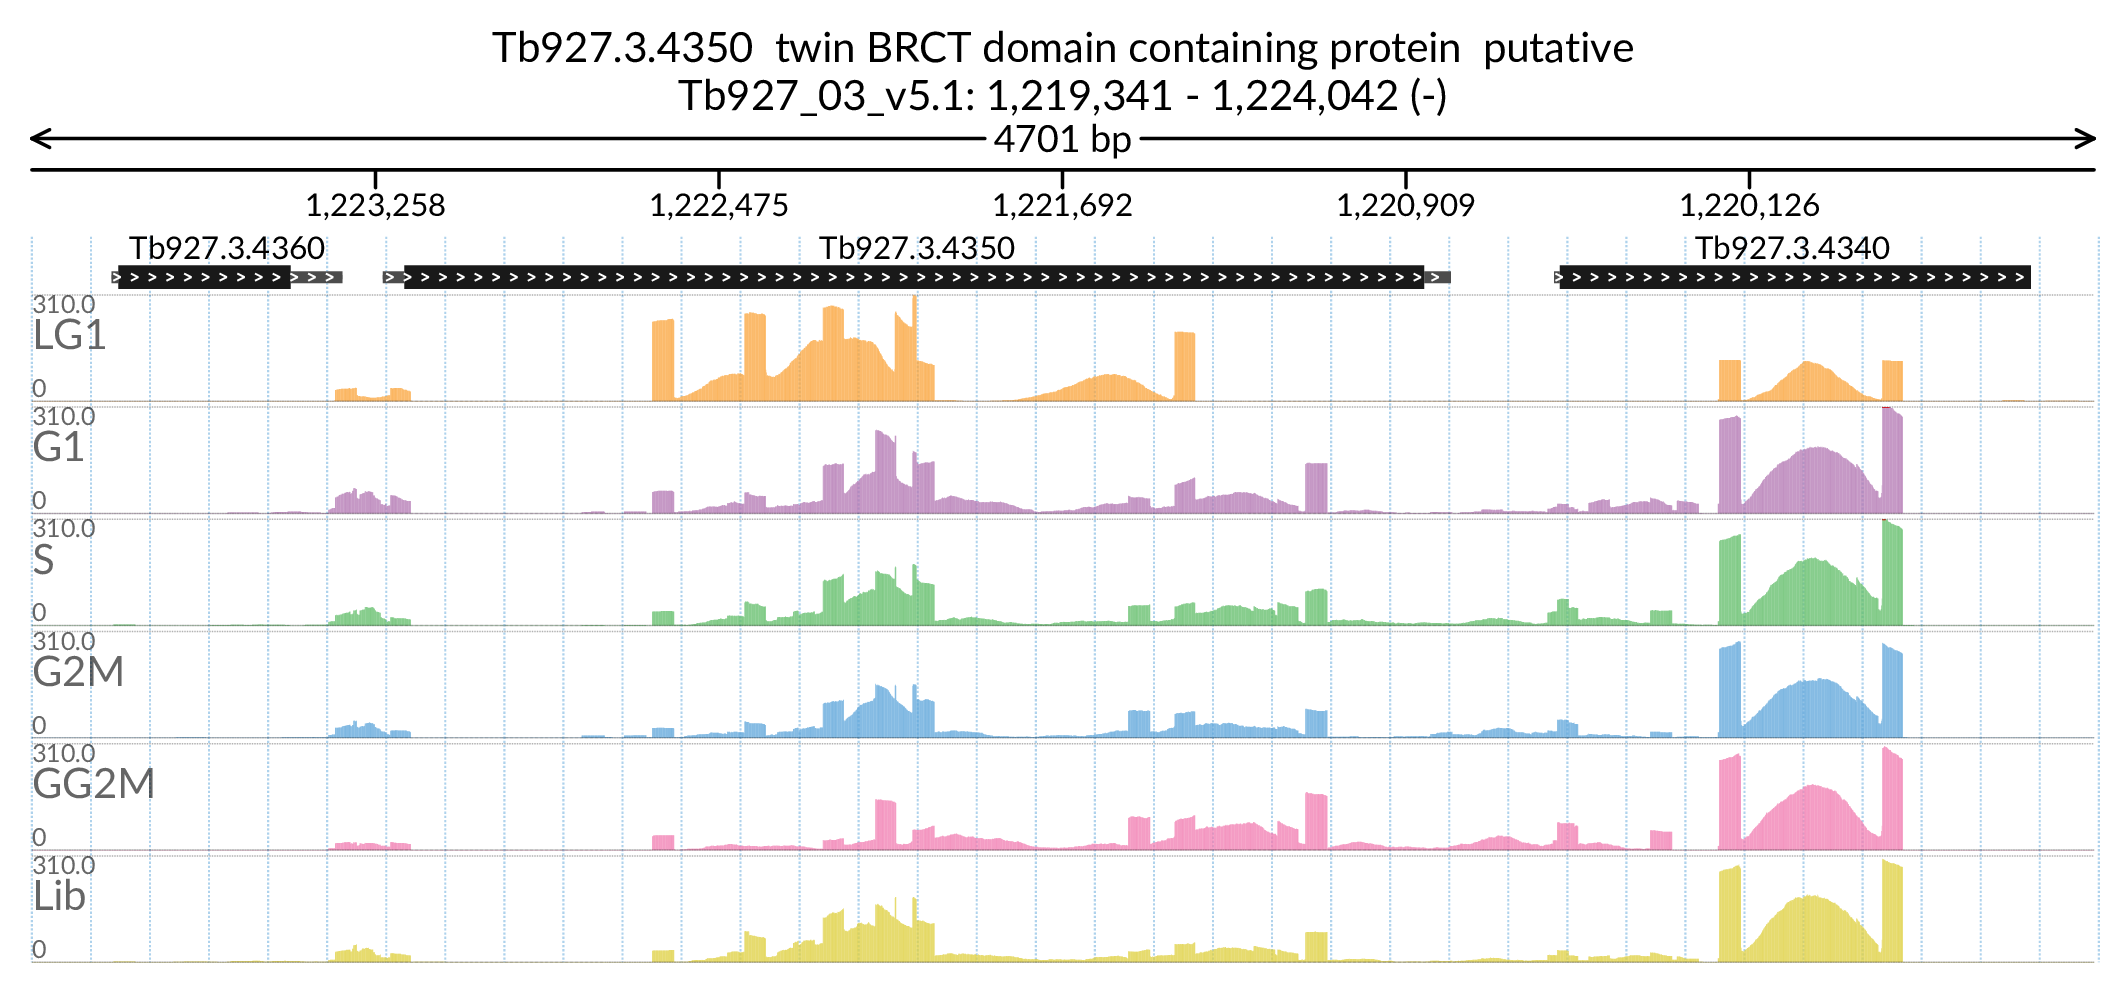 Tb927.3.4350  twin BRCT domain containing protein  putative
Tb927_03_v5.1: 1,219,341 - 1,224,042 (-)
4701 bp
1,223,258 1,222,475 1,221,692 1,220,909 1,220,126
Tb927.3.4360 Tb927.3.4350 Tb927.3.4340
310.0
LG1
0
310.0
G1
0
310.0
S
0
310.0
G2M
0
310.0
GG2M
0
310.0
Lib
0